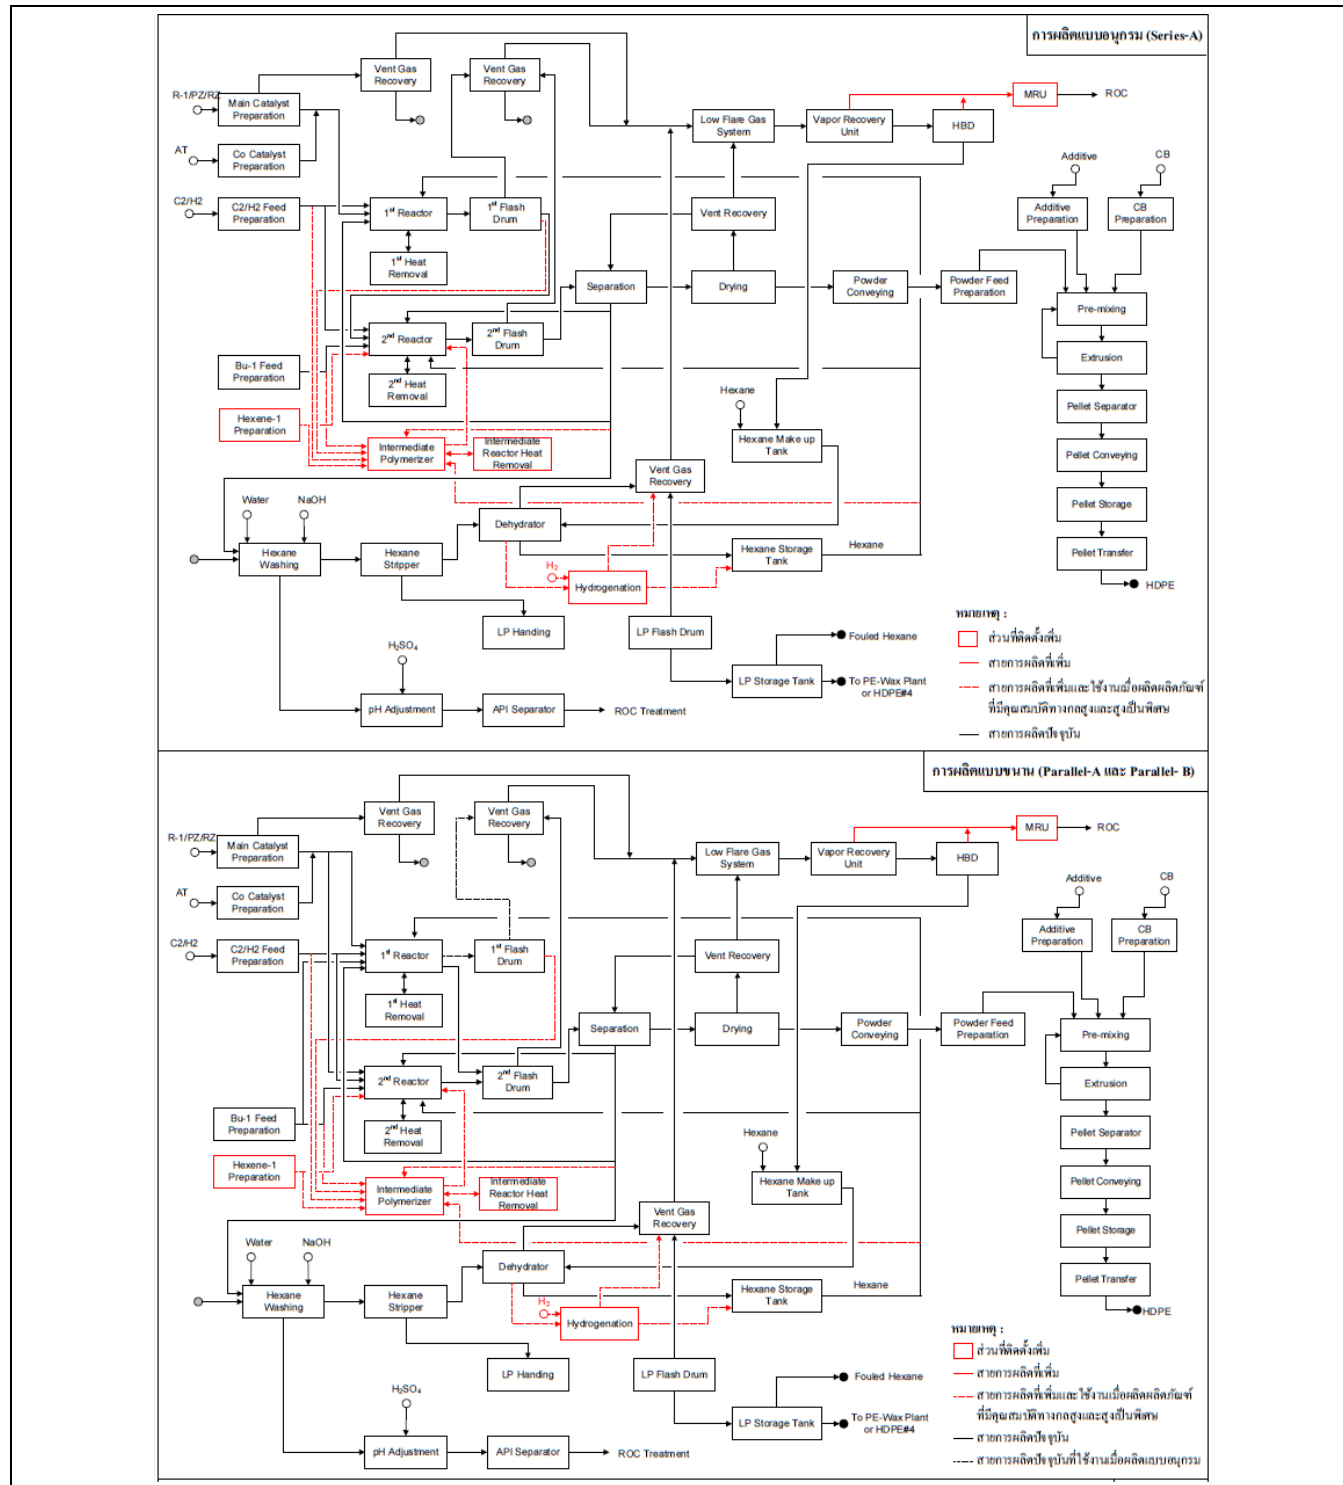 การผลิตแบบอนุกรม (Series-A)
Vent Gas
Recovery
Vent Gas
Recovery
R-1/PZ/RZ
Main Catalyst
Preparation
Low Flare Gas
System
Vapor Recovery
Unit
HBD
MRU
ROC
AT
Co Catalyst
Preparation
Additive
CB
C2/H2
C2/H2 Feed
Preparation
1st Reactor
1st Flash
Drum
Vent Recovery
Additive
Preparation
CB
Preparation
1st Heat
Removal
Separation
Drying
Powder
Conveying
Powder Feed
Preparation
Pre-mixing
2nd Reactor
2nd Flash
Drum
Extrusion
Bu-1 Feed
Preparation
2nd Heat
Removal
Hexane
Pellet Separator
Hexene-1
Preparation
Intermediate
Polymerizer
Intermediate
Reactor Heat
Removal
Hexane Make up
Tank
Pellet Conveying
Vent Gas
Recovery
Water
NaOH
Pellet Storage
Dehydrator
Hexane
Washing
Hexane
Stripper
Hexane Storage
Tank
Hexane
Pellet Transfer
H2
Hydrogenation
HDPE
LP Handing
LP Flash Drum
Fouled Hexane
H2SO4
LP Storage Tank
To PE-Wax Plant
or HDPE#4
pH Adjustment
API Separator
ROC Treatment
หมายเหตุ :
ส่วนที่ติดตั้งเพิ่ม
สายการผลิตที่เพิ่ม
สายการผลิตที่เพิ่มและใช้งานเมื่อผลิตผลิตภัณฑ์
ที่มีคุณสมบัติทางกลสูงและสูงเป็นพิเศษ
สายการผลิตปัจจุบัน
การผลิตแบบขนาน (Parallel-A และ Parallel- B)
Vent Gas
Recovery
Vent Gas
Recovery
R-1/PZ/RZ
Main Catalyst
Preparation
Low Flare Gas
System
Vapor Recovery
Unit
HBD
MRU
ROC
AT
Co Catalyst
Preparation
Additive
CB
C2/H2
C2/H2 Feed
Preparation
1st Reactor
1st Flash
Drum
Vent Recovery
Additive
Preparation
CB
Preparation
1st Heat
Removal
Separation
Drying
Powder
Conveying
Powder Feed
Preparation
Pre-mixing
2nd Reactor
2nd Flash
Drum
Extrusion
Bu-1 Feed
Preparation
2nd Heat
Removal
Hexane
Pellet Separator
Hexene-1
Preparation
Intermediate
Polymerizer
Intermediate
Reactor Heat
Removal
Hexane Make up
Tank
Pellet Conveying
Vent Gas
Recovery
Water
NaOH
Pellet Storage
Dehydrator
Hexane
Washing
Hexane
Stripper
Hexane Storage
Tank
Hexane
Pellet Transfer
H2
Hydrogenation
HDPE
LP Handing
LP Flash Drum
Fouled Hexane
H2SO4
LP Storage Tank
To PE-Wax Plant
or HDPE#4
pH Adjustment
API Separator
ROC Treatment
หมายเหตุ :
ส่วนที่ติดตั้งเพิ่ม
สายการผลิตที่เพิ่ม
สายการผลิตที่เพิ่มและใช้งานเมื่อผลิตผลิตภัณฑ์
ที่มีคุณสมบัติทางกลสูงและสูงเป็นพิเศษ
สายการผลิตปัจจุบัน
สายการผลิตปัจจุบันที่ใช้งานเมื่อผลิตแบบอนุกรม